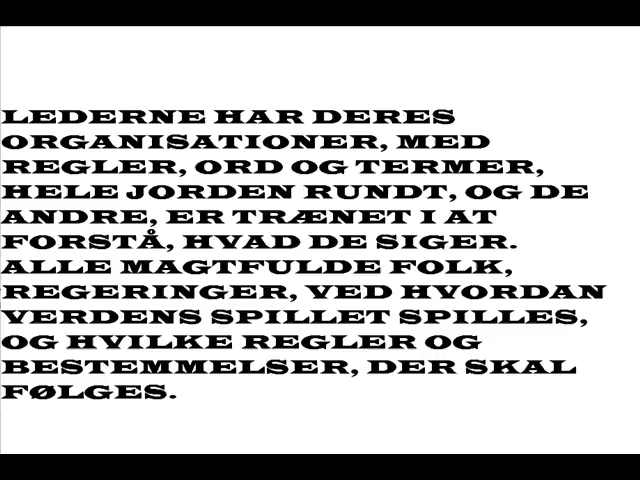 LEDERNE HAR DERES
ORGANISATIONER, MED
REGLER, ORD OG TERMER,
HELE JORDEN RUNDT, OG DE
ANDRE, ER TRÆNET I AT
FORSTÅ, HVAD DE SIGER.
ALLE MAGTFULDE FOLK,
REGERINGER, VED HVORDAN
VERDENS SPILLET SPILLES,
OG HVILKE REGLER OG
BESTEMMELSER, DER SKAL
FØLGES.